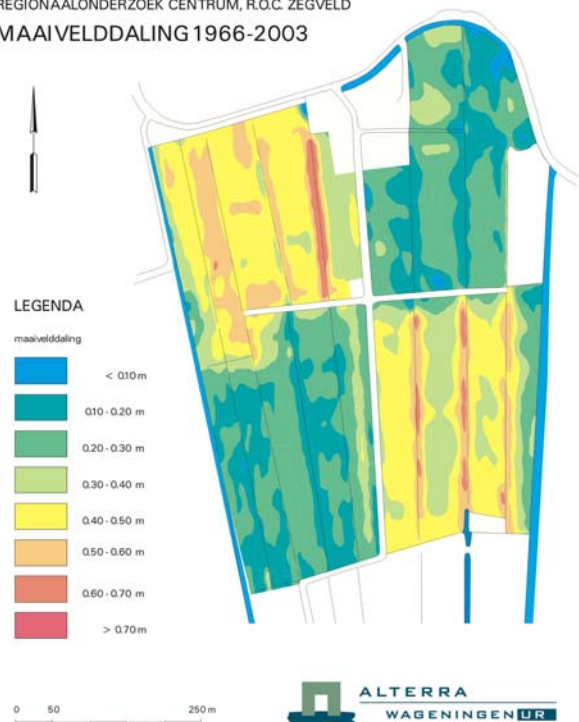 REGIONAALONDERZOEK CENTRUM, R.O.C. ZEGVELD
MAAIVELDDALING 1966-2003
LEGENDA
maaivelddaling
< 0.10 m
0.10 - 0.20 m
0.20 - 0.30 m
0.30 - 0.40 m
0.40 - 0.50 m
0.50 - 0.60 m
0.60 - 0.70 m
> 0.70 m
0 50 250 m
ALTERRA
WAGENINGEN UR